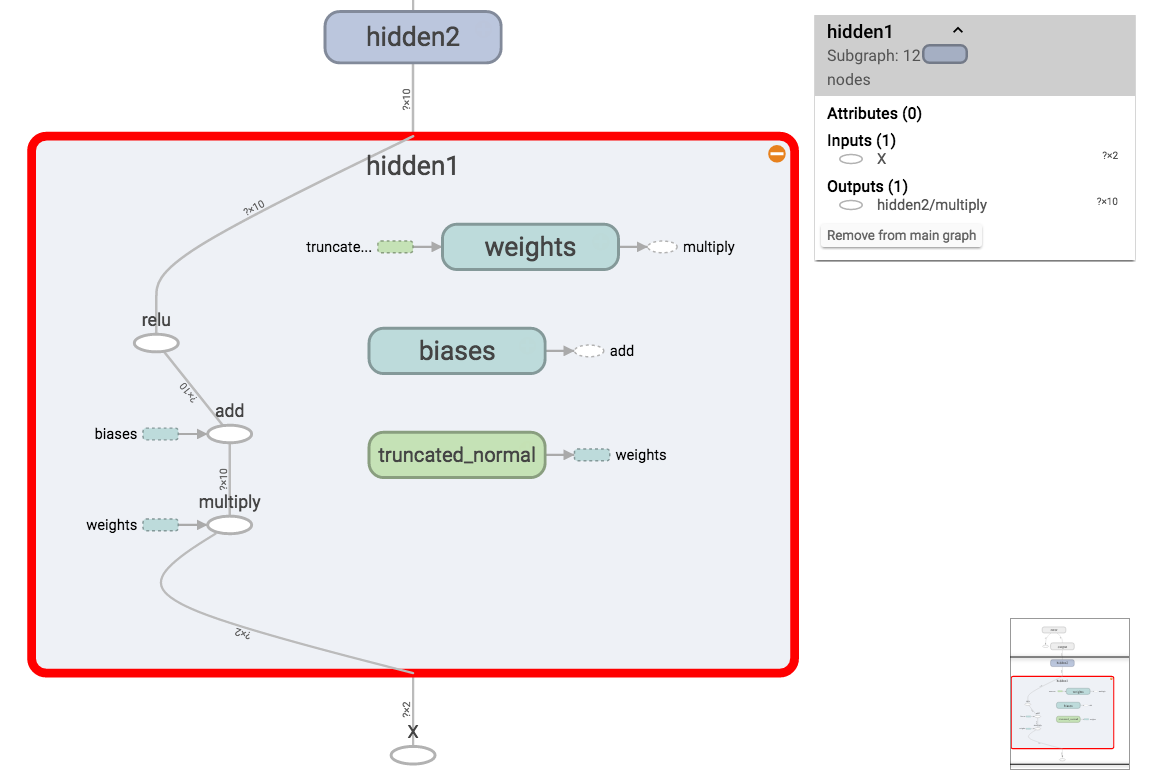 hidden2
?×10
hidden1
?×10
truncate...
weights
multiply
relu
biases
add
?×10
add
biases
truncated_normal
weights
?×10
multiply
weights
?×2
?×2
X
hidden1
Subgraph: 12
nodes
Attributes (0)
Inputs (1)
X
?×2
Outputs (1)
hidden2/multiply
?×10
Remove from main graph